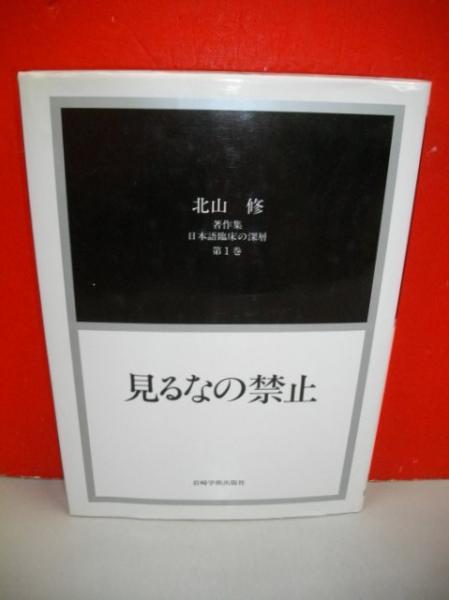 北山 修
著作集
日本語臨床の深層
第1巻
見るなの禁止
岩崎学術出版社